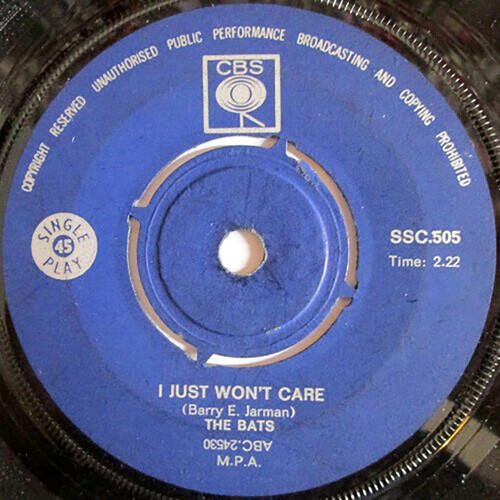 COPYRIGHT RESERVED UNAUTHORISED PUBLIC PERFORMANCE BROADCASTING AND COPYING PROHIBITED
CBS
SINGLE
45
PLAY
SSC.505
Time: 2.22
I JUST WON'T CARE
(Barry E. Jarman)
THE BATS
ABC.24530
M.P.A.